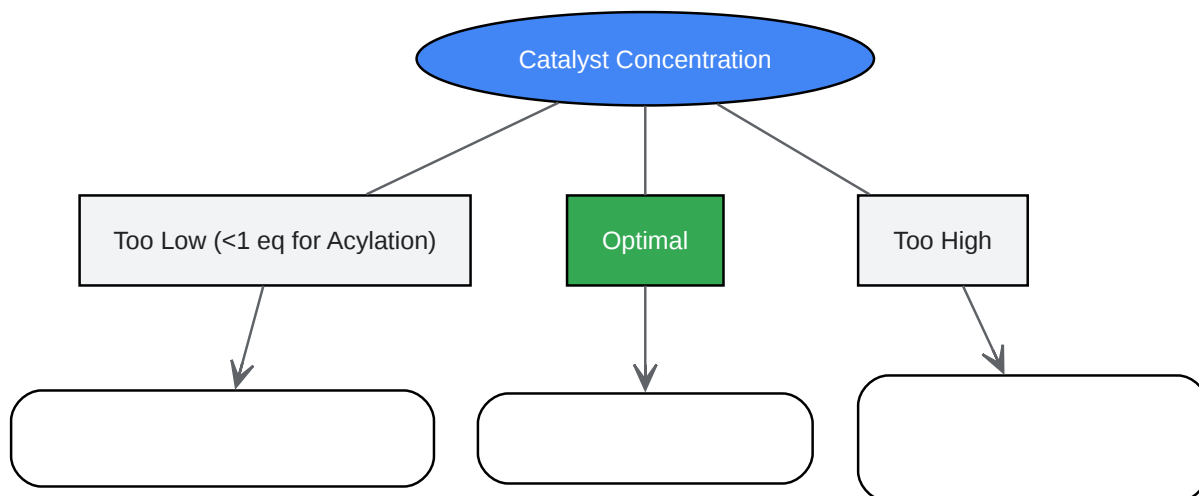 Catalyst Concentration
Too Low (<1 eq for Acylation)
Optimal
Too High